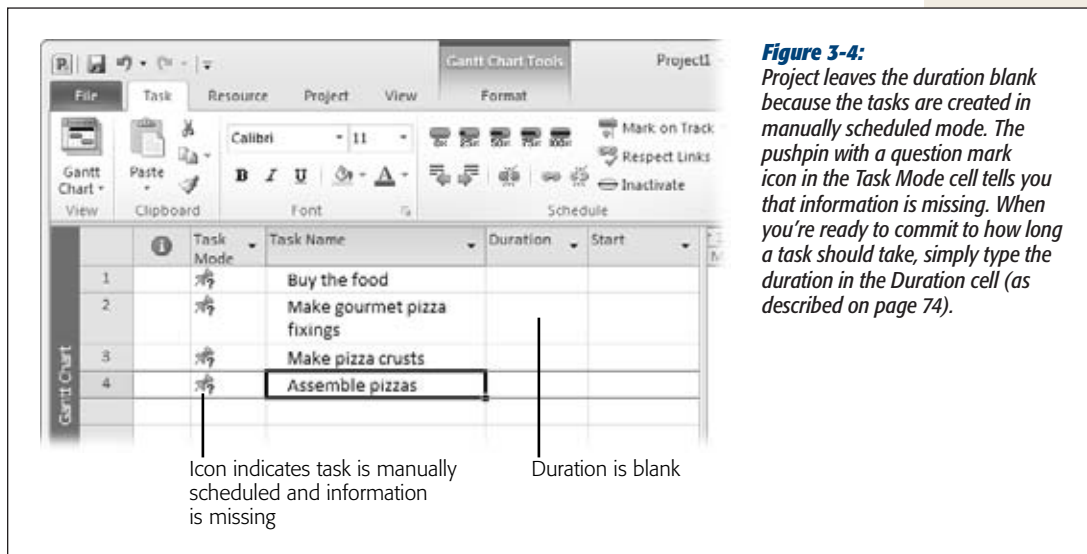 Gantt Chart Tools
Project1
File
Task
Resource
Project
View
Format
Calibri
11
0x 25x 50x 75x 100x
Mark on Track
Respect Links
Inactivate
Gantt
Chart
Paste
B I U A
View
Clipboard
Font
Schedule
Task
Mode
Task Name
Duration
Start
1
Buy the food
2
Make gourmet pizza
fixings
3
Make pizza crusts
4
Assemble pizzas
Gantt Chart
Icon indicates task is manually
scheduled and information
is missing
Duration is blank
Figure 3-4:
Project leaves the duration blank
because the tasks are created in
manually scheduled mode. The
pushpin with a question mark
icon in the Task Mode cell tells you
that information is missing. When
you're ready to commit to how long
a task should take, simply type the
duration in the Duration cell (as
described on page 74).